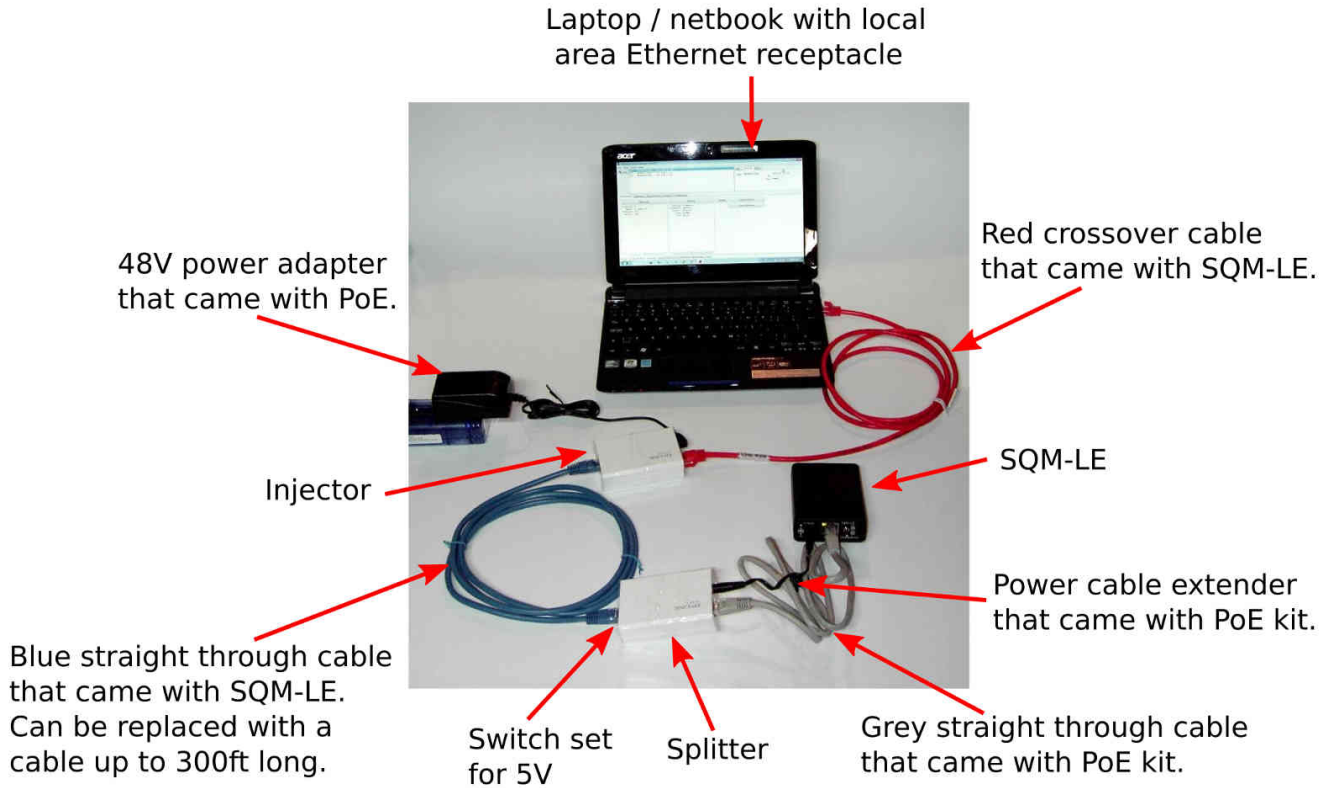 Laptop / netbook with local
area Ethernet receptacle
acer
48V power adapter
that came with PoE.
Red crossover cable
that came with SQM-LE.
Injector
SQM-LE
Power cable extender
that came with PoE kit.
Blue straight through cable
that came with SQM-LE.
Can be replaced with a
cable up to 300ft long.
Switch set
for 5V
Splitter
Grey straight through cable
that came with PoE kit.